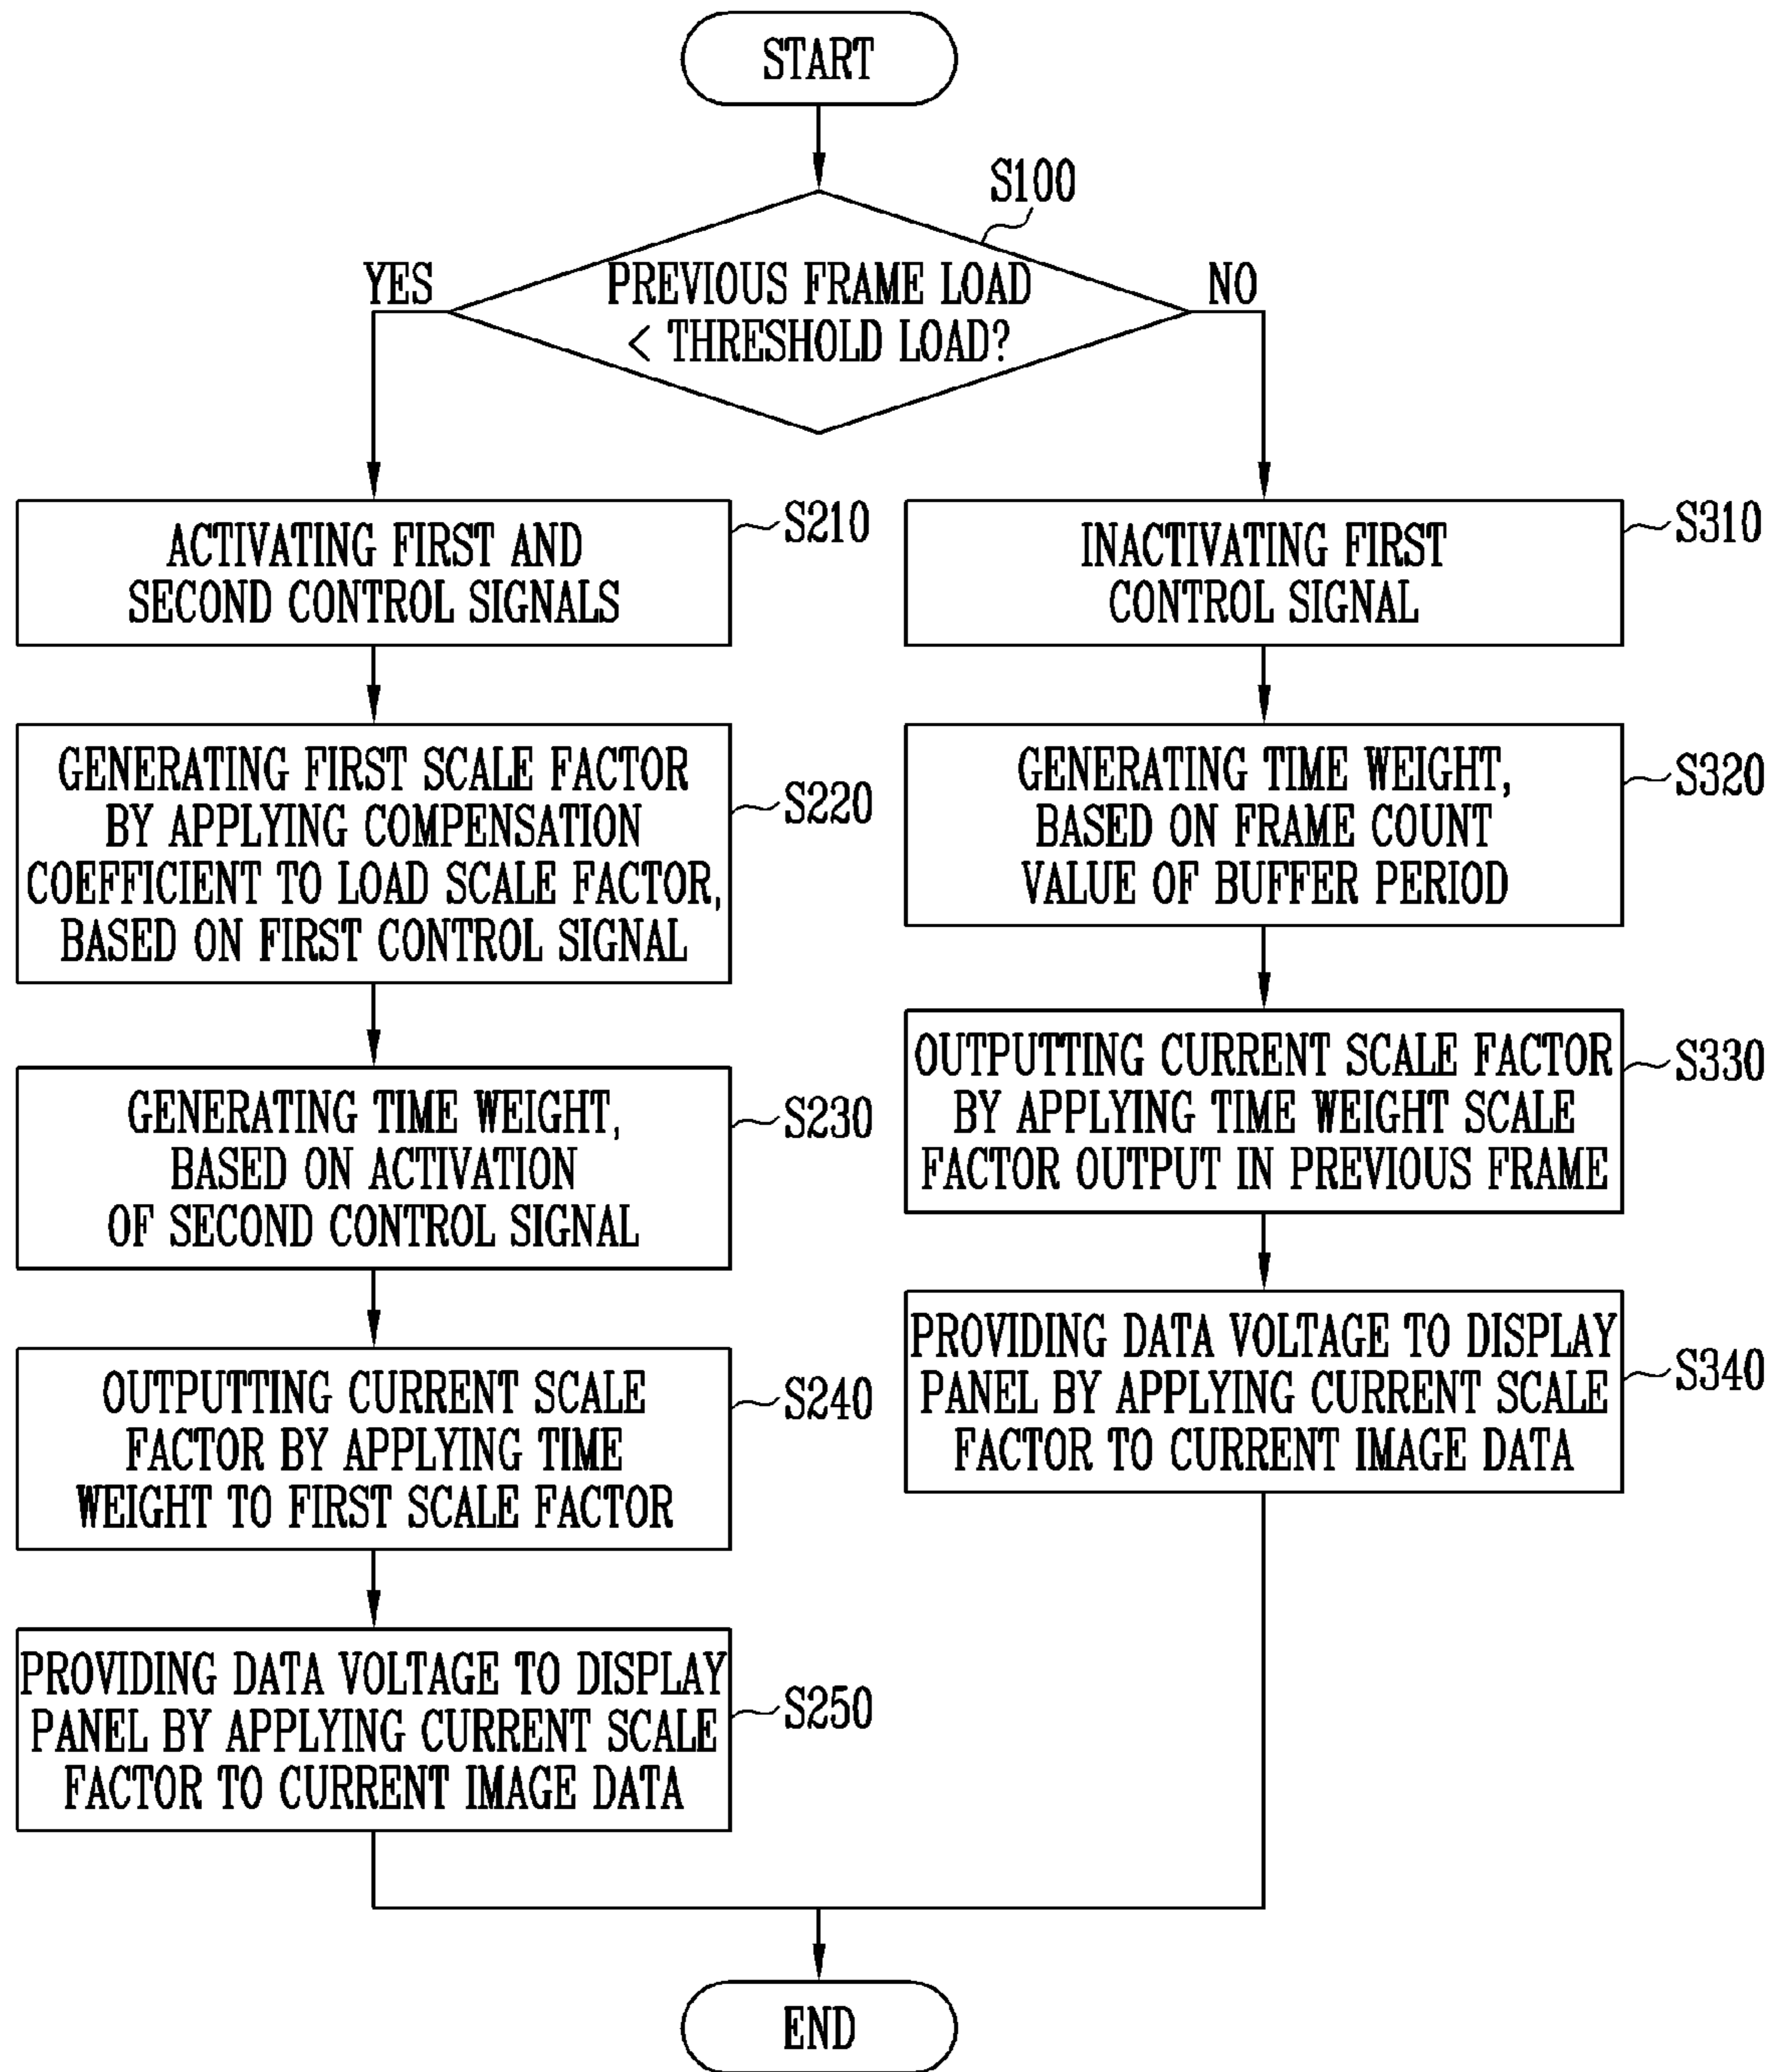 START
S100
YES
PREVIOUS FRAME LOAD
< THRESHOLD LOAD?
NO
ACTIVATING FIRST AND
SECOND CONTROL SIGNALS
S210
GENERATING FIRST SCALE FACTOR
BY APPLYING COMPENSATION
COEFFICIENT TO LOAD SCALE FACTOR,
BASED ON FIRST CONTROL SIGNAL
S220
GENERATING TIME WEIGHT,
BASED ON ACTIVATION
OF SECOND CONTROL SIGNAL
S230
OUTPUTTING CURRENT SCALE
FACTOR BY APPLYING TIME
WEIGHT TO FIRST SCALE FACTOR
S240
PROVIDING DATA VOLTAGE TO DISPLAY
PANEL BY APPLYING CURRENT SCALE
FACTOR TO CURRENT IMAGE DATA
S250
INACTIVATING FIRST
CONTROL SIGNAL
S310
GENERATING TIME WEIGHT,
BASED ON FRAME COUNT
VALUE OF BUFFER PERIOD
S320
OUTPUTTING CURRENT SCALE FACTOR
BY APPLYING TIME WEIGHT SCALE
FACTOR OUTPUT IN PREVIOUS FRAME
S330
PROVIDING DATA VOLTAGE TO DISPLAY
PANEL BY APPLYING CURRENT SCALE
FACTOR TO CURRENT IMAGE DATA
S340
END